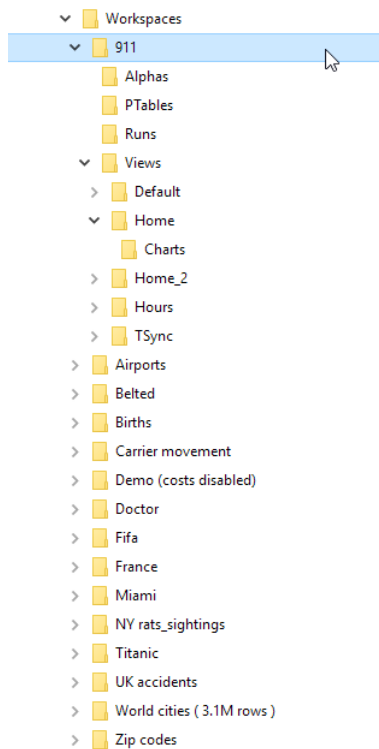 Workspaces
911
Alphas
PTables
Runs
Views
Default
Home
Charts
Home_2
Hours
TSync
Airports
Belted
Births
Carrier movement
Demo (costs disabled)
Doctor
Fifa
France
Miami
NY rats_sightings
Titanic
UK accidents
World cities ( 3.1M rows )
Zip codes